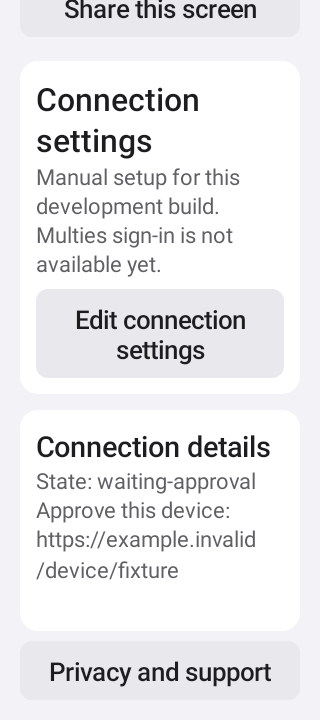 Share this screen
Connection
settings
Manual setup for this
development build.
Multies sign-in is not
available yet.
Edit connection
settings
Connection details
State: waiting-approval
Approve this device:
https://example.invalid
/device/fixture
Privacy and support